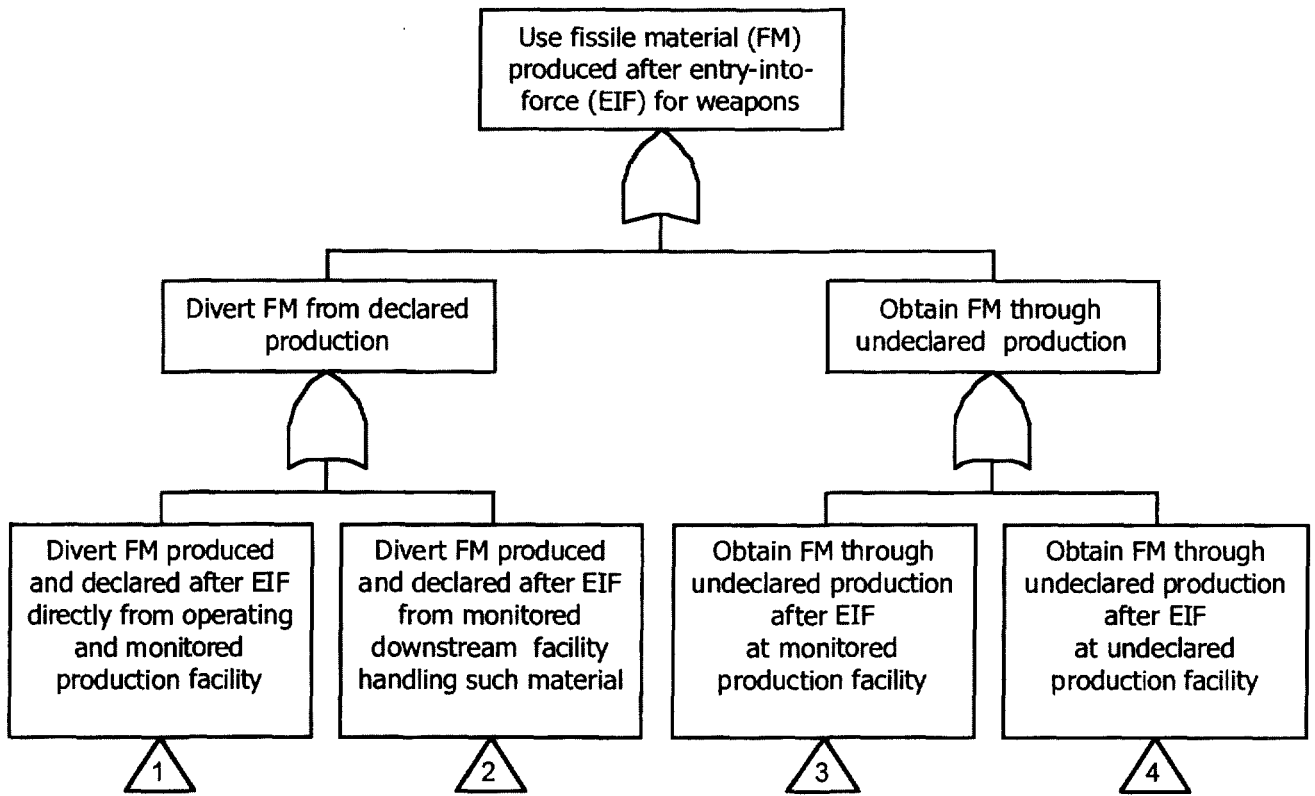 Use fissile material (FM)
produced after entry-into-
force (EIF) for weapons
Divert FM from declared
production
Obtain FM through
undeclared production
Divert FM produced
and declared after EIF
directly from operating
and monitored
production facility
Divert FM produced
and declared after EIF
from monitored
downstream facility
handling such material
Obtain FM through
undeclared production
after EIF
at monitored
production facility
Obtain FM through
undeclared production
after EIF
at undeclared
production facility
1
2
3
4